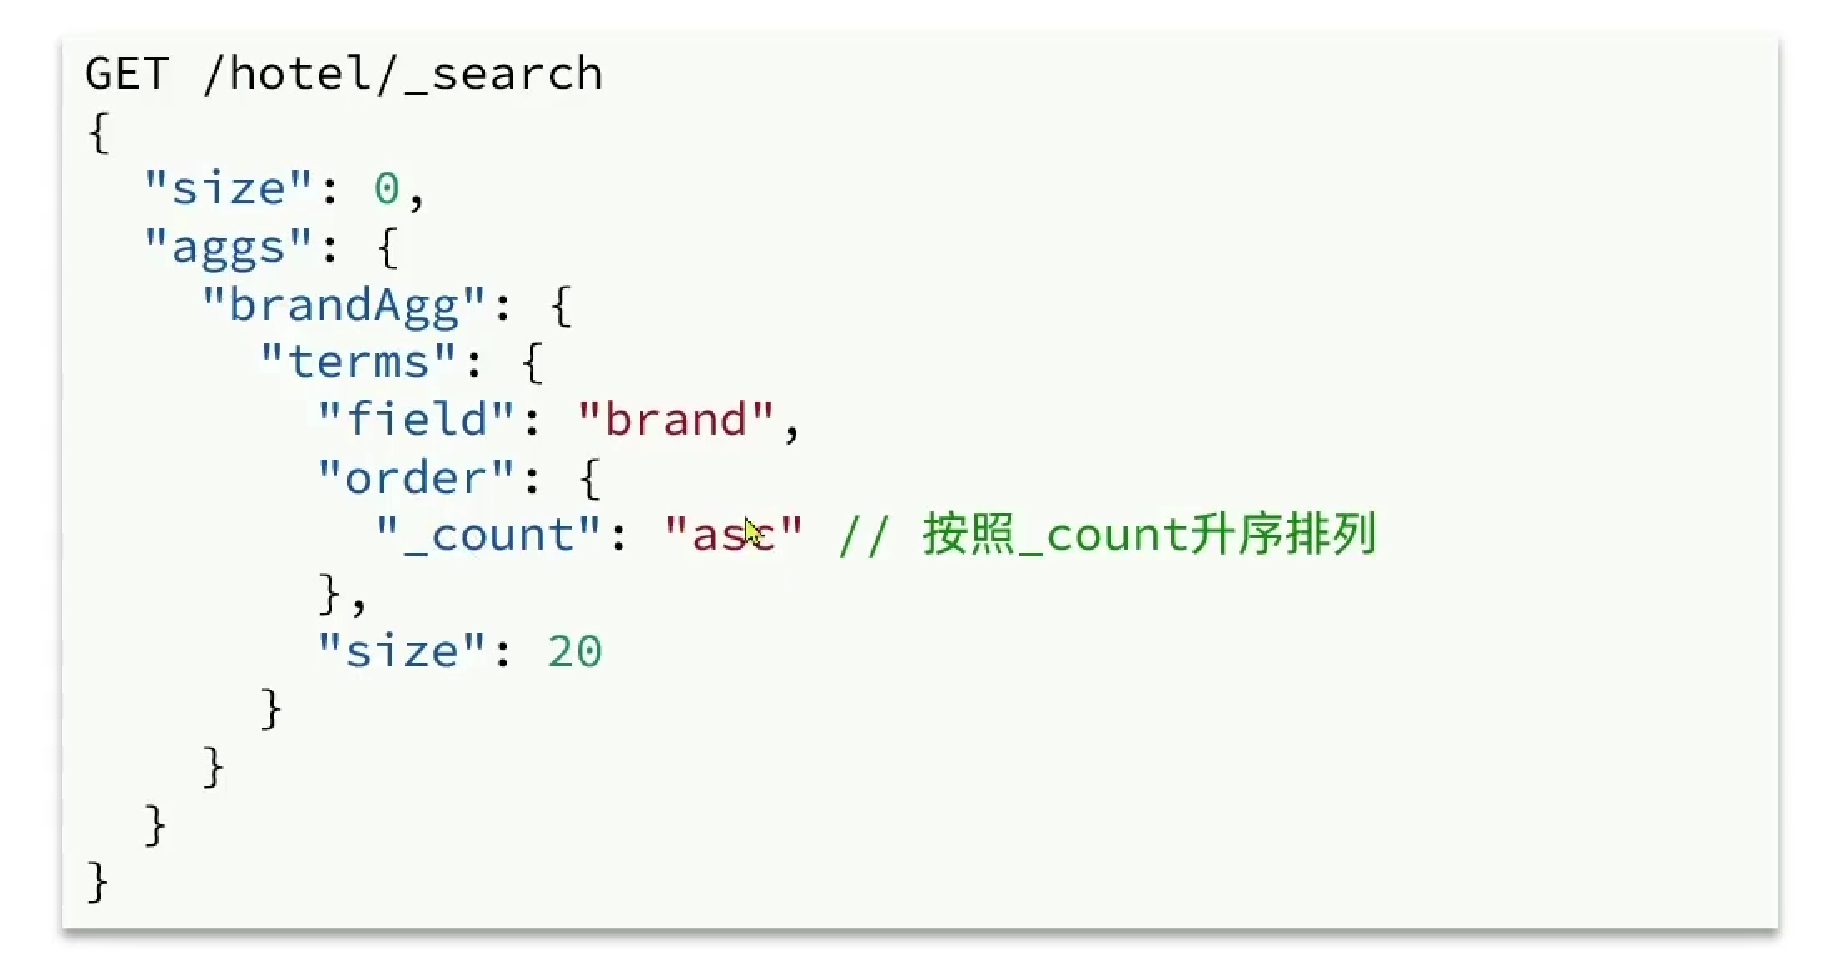 GET /hotel/_search
{
  "size": 0,
  "aggs": {
    "brandAgg": {
      "terms": {
        "field": "brand",
        "order": {
          "_count": "asc" // 按照_count升序排列
        },
        "size": 20
      }
    }
  }
}